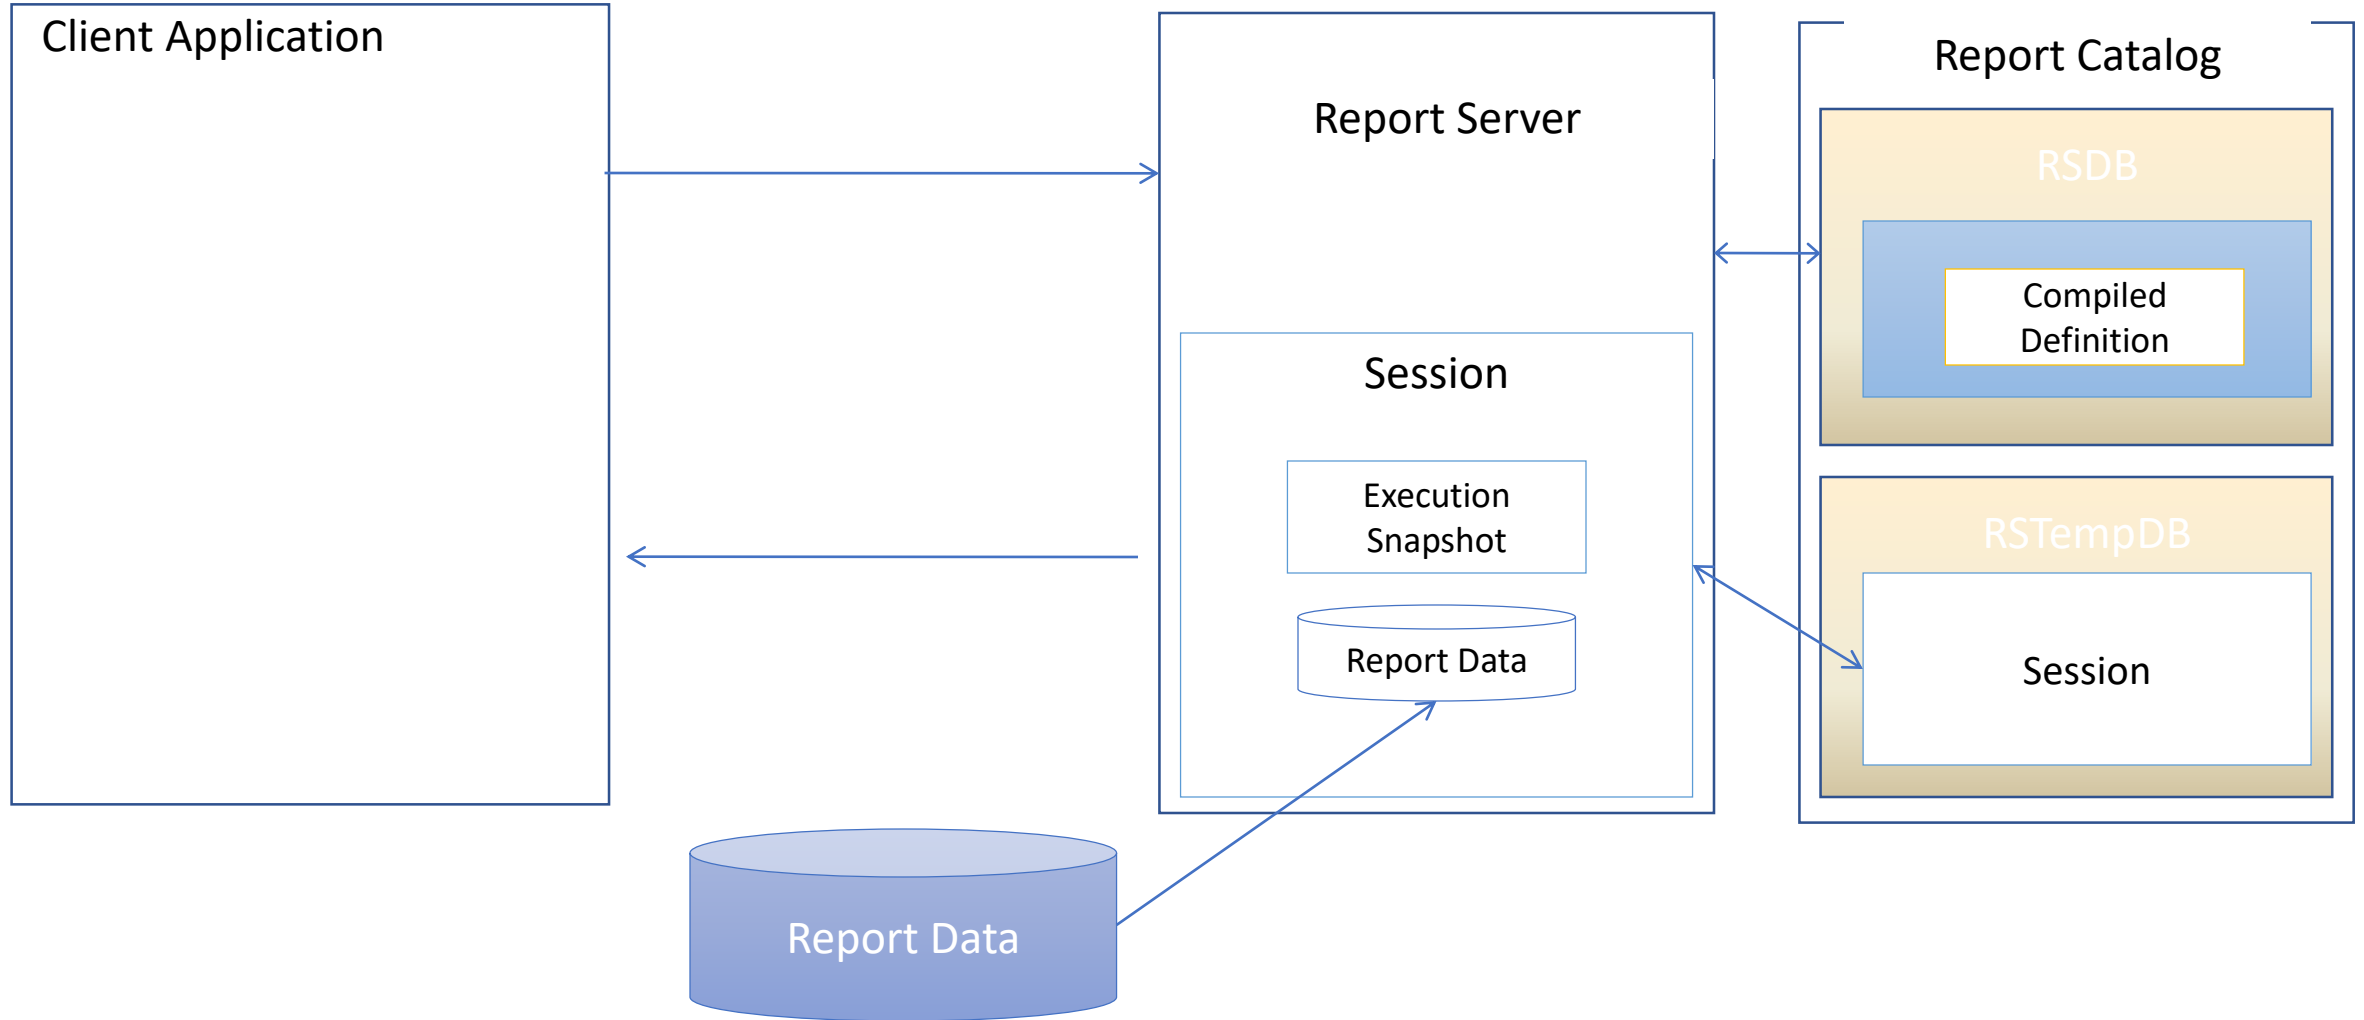 Client Application
Report Server
Report Catalog
RSDB
Compiled
Definition
Session
Execution
Snapshot
Report Data
RSTempDB
Session
Report Data